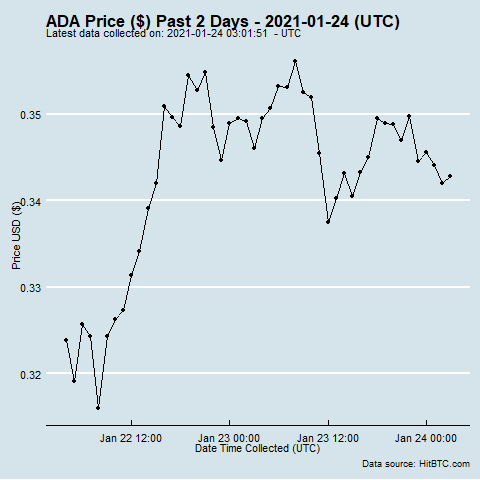 ADA Price ($) Past 2 Days - 2021-01-24 (UTC)
Latest data collected on: 2021-01-24 03:01:51 - UTC
0.35
0.34
0.33
0.32
Price USD ($)
Jan 22 12:00 Jan 23 00:00 Jan 23 12:00 Jan 24 00:00
Date Time Collected (UTC)
Data source: HitBTC.com